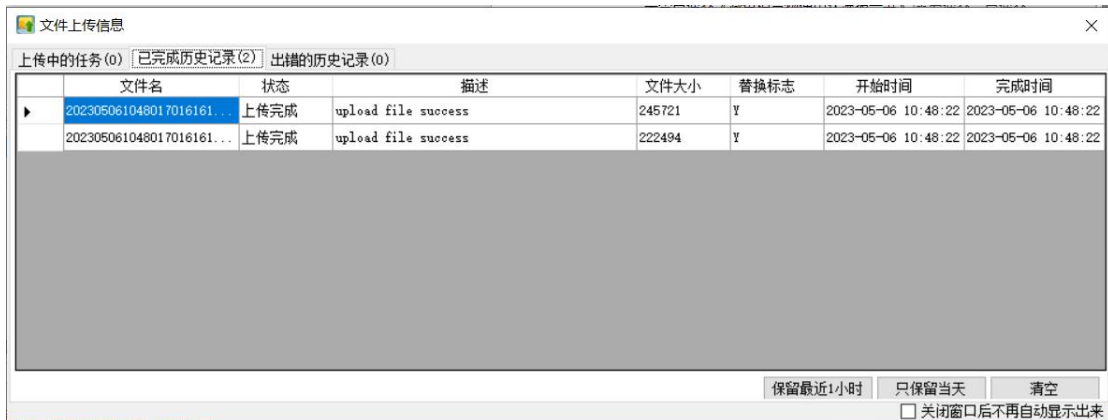 文件上传信息
上传中的任务(0) 已完成历史记录(2) 出错的历史记录(0)
文件名 状态 描述 文件大小 替换标志 开始时间 完成时间
202305061048017016161... 上传完成 upload file success 245721 Y 2023-05-06 10:48:22 2023-05-06 10:48:22
202305061048017016161... 上传完成 upload file success 222494 Y 2023-05-06 10:48:22 2023-05-06 10:48:22
保留最近1小时 只保留当天 清空
关闭窗口后不再自动显示出来